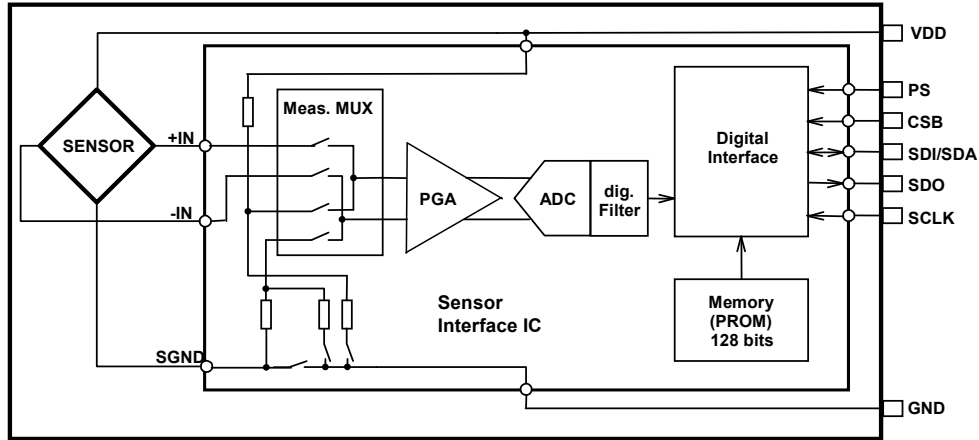 VDD
PS
Meas. MUX
+IN
SENSOR
CSB
Digital
Interface
SDI/SDA
PGA
ADC
dig.
Filter
SDO
-IN
SCLK
Sensor
Interface IC
Memory
(PROM)
128 bits
SGND
GND